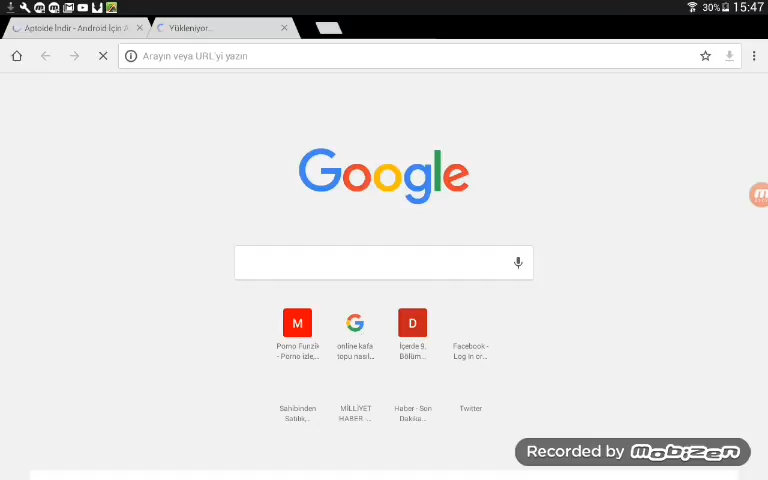 30% 15:47
Aptoide İndir - Android İçin A
Yükleniyor...
Arayın veya URL'yi yazın
Google
M
D
Porno Funzik
- Porno izle,...
online kafa
topu nasıl...
İçerde 9.
Bölüm...
Facebook -
Log in or...
Sahibinden
Satılık,...
MİLLİYET
HABER -...
Haber - Son
Dakika...
Twitter
Recorded by mobizen